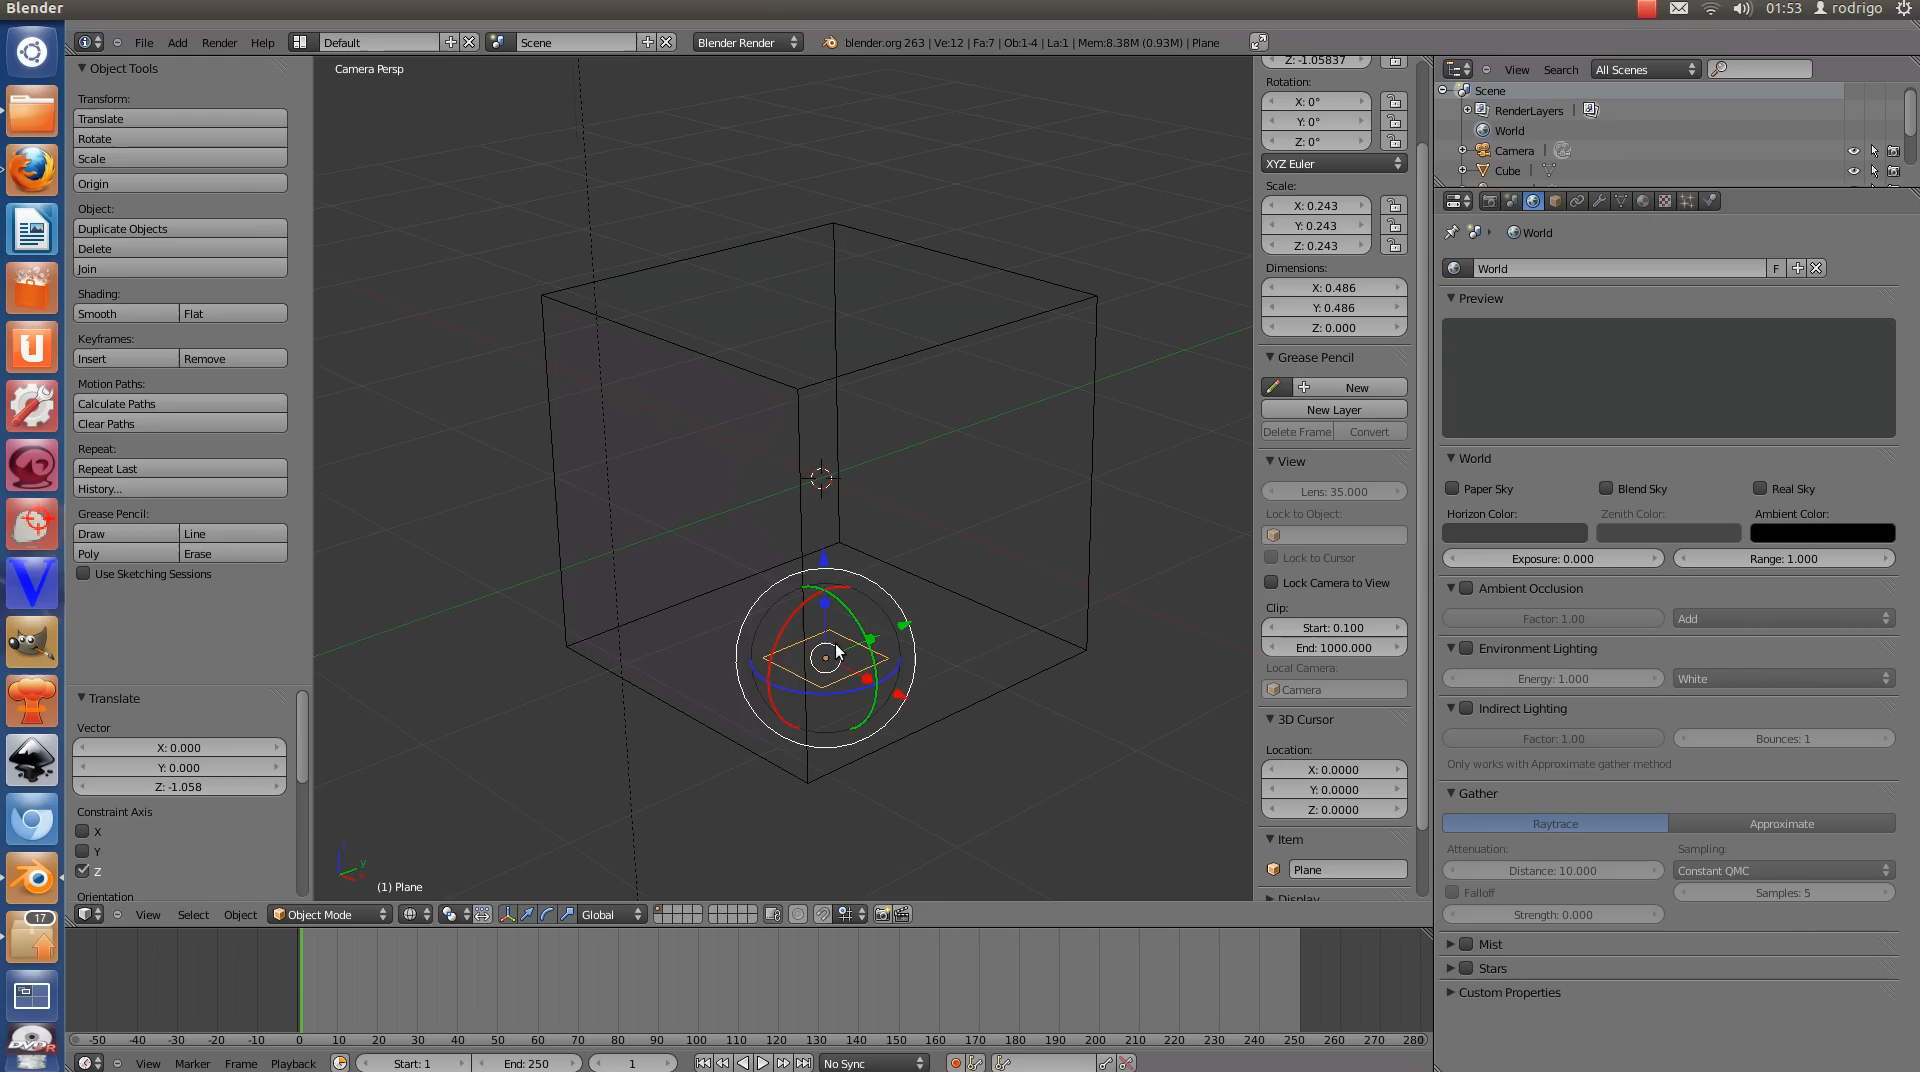 Blender
01:53
rodrigo
File
Add
Render
Help
Default
Scene
Blender Render
blender.org 263 | Ve:12 | Fa:7 | Ob:1-4 | La:1 | Mem:8.38M (0.93M) | Plane
Object Tools
Transform:
Translate
Rotate
Scale
Origin
Object:
Duplicate Objects
Delete
Join
Shading:
Smooth
Flat
Keyframes:
Insert
Remove
Motion Paths:
Calculate Paths
Clear Paths
Repeat:
Repeat Last
History...
Grease Pencil:
Draw
Line
Poly
Erase
Use Sketching Sessions
Translate
Vector
X: 0.000
Y: 0.000
Z: -1.058
Constraint Axis
X
Y
Z
Orientation
Camera Persp
(1) Plane
Z: -1.05837
Rotation:
X: 0°
Y: 0°
Z: 0°
XYZ Euler
Scale:
X: 0.243
Y: 0.243
Z: 0.243
Dimensions:
X: 0.486
Y: 0.486
Z: 0.000
Grease Pencil
New
New Layer
Delete Frame
Convert
View
Lens: 35.000
Lock to Object:
Lock to Cursor
Lock Camera to View
Clip:
Start: 0.100
End: 1000.000
Local Camera:
Camera
3D Cursor
Location:
X: 0.0000
Y: 0.0000
Z: 0.0000
Item
Plane
Display
View
Search
All Scenes
Scene
RenderLayers
World
Camera
Cube
World
World
F
Preview
World
Paper Sky
Blend Sky
Real Sky
Horizon Color:
Zenith Color:
Ambient Color:
Exposure: 0.000
Range: 1.000
Ambient Occlusion
Factor: 1.00
Add
Environment Lighting
Energy: 1.000
White
Indirect Lighting
Factor: 1.00
Bounces: 1
Only works with Approximate gather method
Gather
Raytrace
Approximate
Attenuation:
Sampling:
Distance: 10.000
Constant QMC
Falloff
Samples: 5
Strength: 0.000
Mist
Stars
Custom Properties
View
Select
Object
Object Mode
Global
17
-50 -40 -30 -20 -10 0 10 20 30 40 50 60 70 80 90 100 110 120 130 140 150 160 170 180 190 200 210 220 230 240 250 260 270 280
View
Marker
Frame
Playback
Start: 1
End: 250
1
No Sync